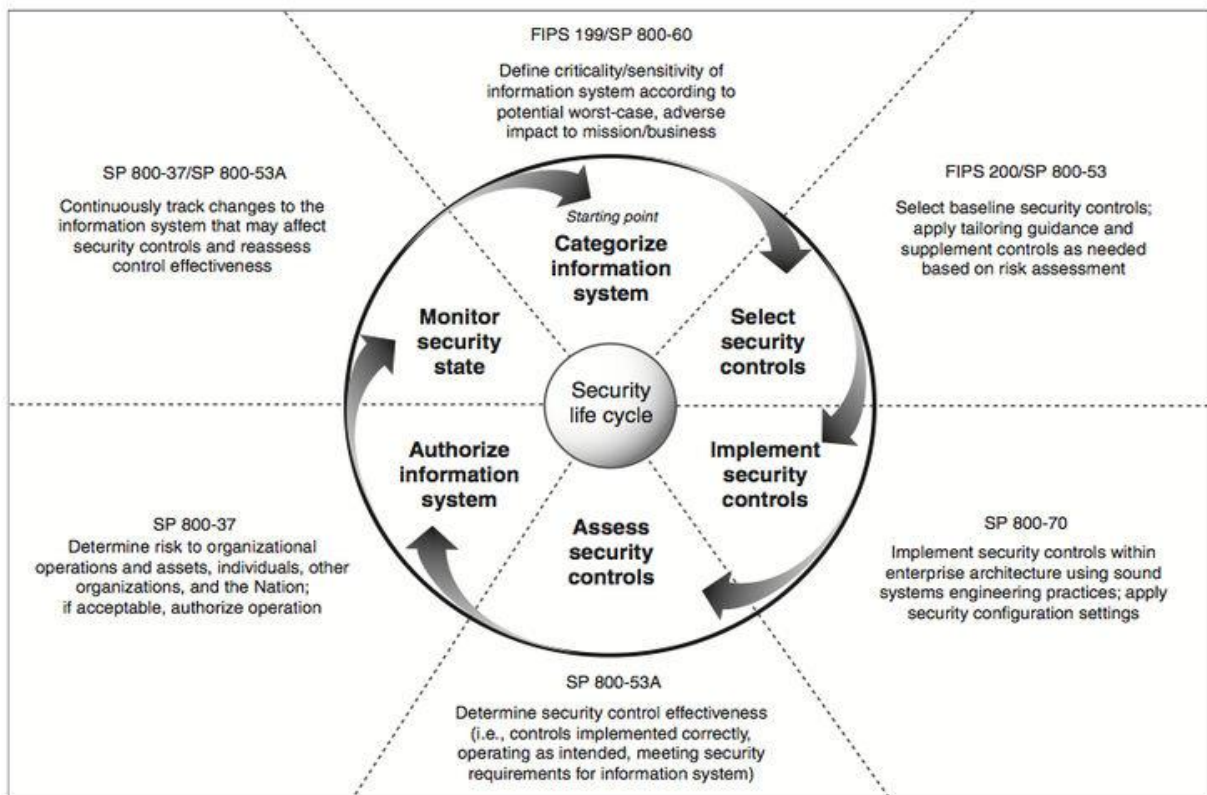 FIPS 199/SP 800-60
Define criticality/sensitivity of
information system according to
potential worst-case, adverse
impact to mission/business
FIPS 200/SP 800-53
Select baseline security controls;
apply tailoring guidance and
supplement controls as needed
based on risk assessment
SP 800-70
Implement security controls within
enterprise architecture using sound
systems engineering practices; apply
security configuration settings
SP 800-53A
Determine security control effectiveness
(i.e., controls implemented correctly,
operating as intended, meeting security
requirements for information system)
SP 800-37
Determine risk to organizational
operations and assets, individuals, other
organizations, and the Nation;
if acceptable, authorize operation
SP 800-37/SP 800-53A
Continuously track changes to the
information system that may affect
security controls and reassess
control effectiveness
Starting point
Categorize
information
system
Select
security
controls
Implement
security
controls
Assess
security
controls
Authorize
information
system
Monitor
security
state
Security
life cycle